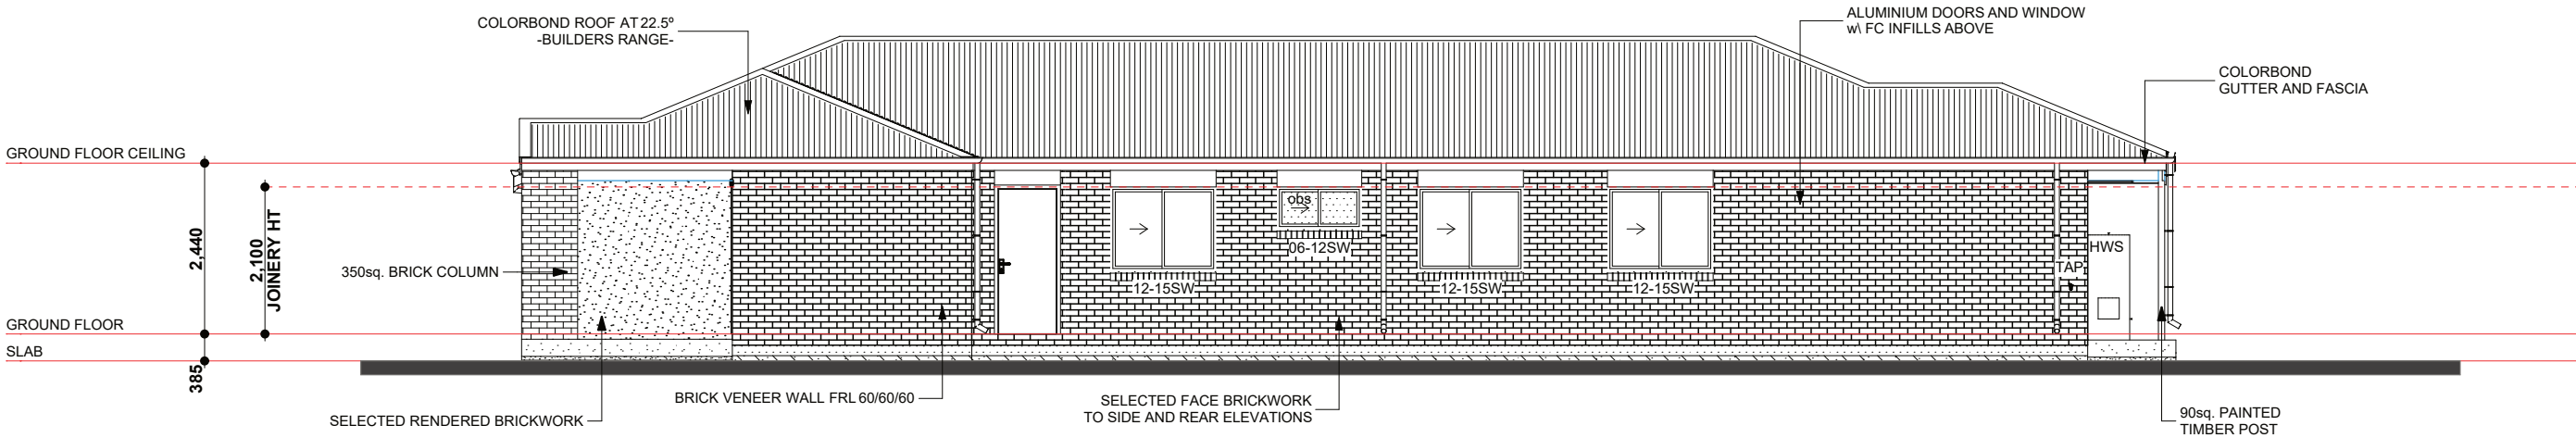 COLORBOND ROOF AT 22.5º
-BUILDERS RANGE-
ALUMINIUM DOORS AND WINDOW
w\ FC INFILLS ABOVE
COLORBOND
GUTTER AND FASCIA
GROUND FLOOR CEILING
2,440
2,100
JOINERY HT
350sq. BRICK COLUMN
obs
06-12SW
12-15SW
12-15SW
12-15SW
HWS
TAP
GROUND FLOOR
SLAB
385
SELECTED RENDERED BRICKWORK
BRICK VENEER WALL FRL 60/60/60
SELECTED FACE BRICKWORK
TO SIDE AND REAR ELEVATIONS
90sq. PAINTED
TIMBER POST